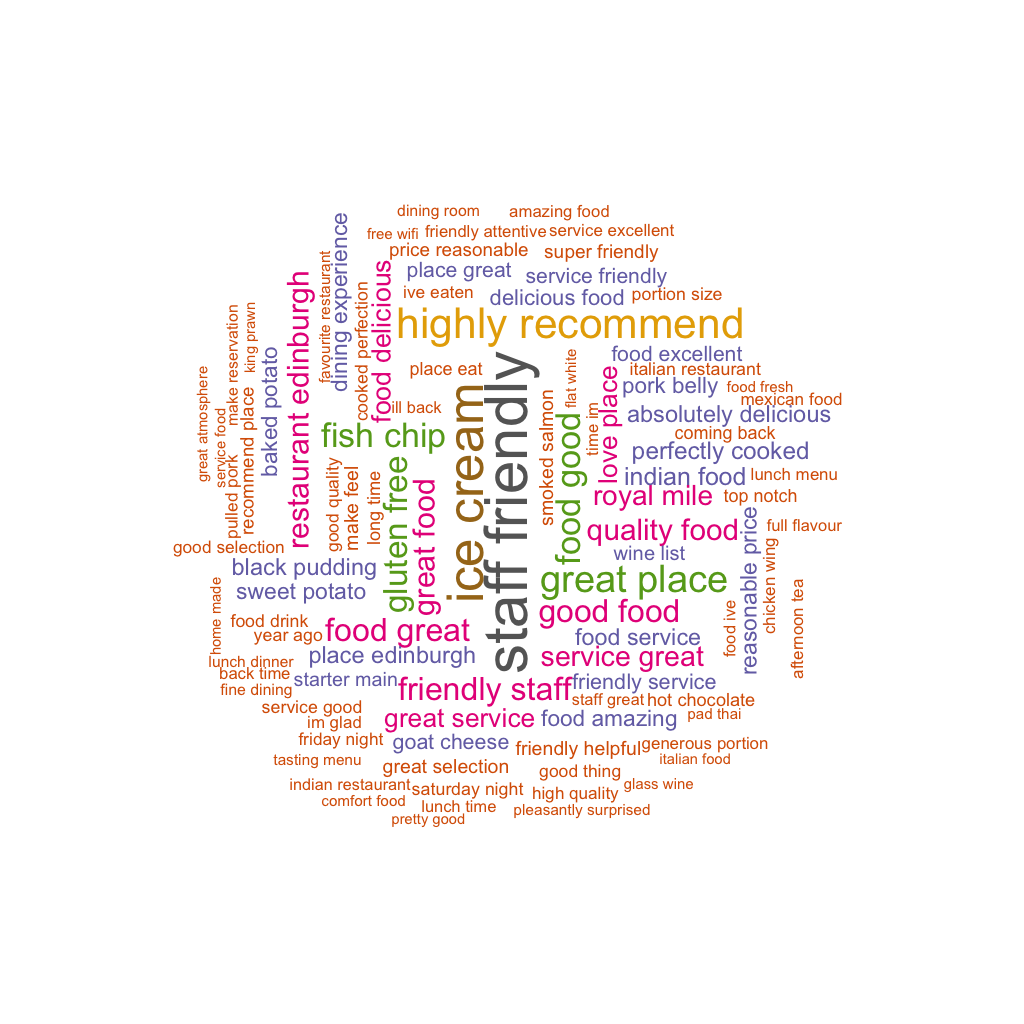 dining room
amazing food
free wifi
friendly attentive
service excellent
price reasonable
super friendly
place great
service friendly
ive eaten
delicious food
portion size
highly recommend
dining experience
favourite restaurant
restaurant edinburgh
cooked perfection
food delicious
make reservation
king prawn
baked potato
great atmosphere
service food
pulled pork
recommend place
place eat
ill back
fish chip
ice cream
staff friendly
flat white
smoked salmon
time im
love place
food good
food excellent
italian restaurant
pork belly
food fresh
mexican food
absolutely delicious
coming back
perfectly cooked
indian food
lunch menu
royal mile
top notch
quality food
full flavour
wine list
reasonable price
chicken wing
afternoon tea
food ive
good quality
make feel
long time
gluten free
great food
good selection
black pudding
sweet potato
great place
good food
home made
food drink
year ago
food great
food service
lunch dinner
place edinburgh
service great
back time
starter main
fine dining
friendly staff
friendly service
staff great
hot chocolate
service good
im glad
great service
food amazing
pad thai
friday night
goat cheese
friendly helpful
generous portion
tasting menu
great selection
good thing
italian food
indian restaurant
saturday night
high quality
glass wine
comfort food
lunch time
pleasantly surprised
pretty good